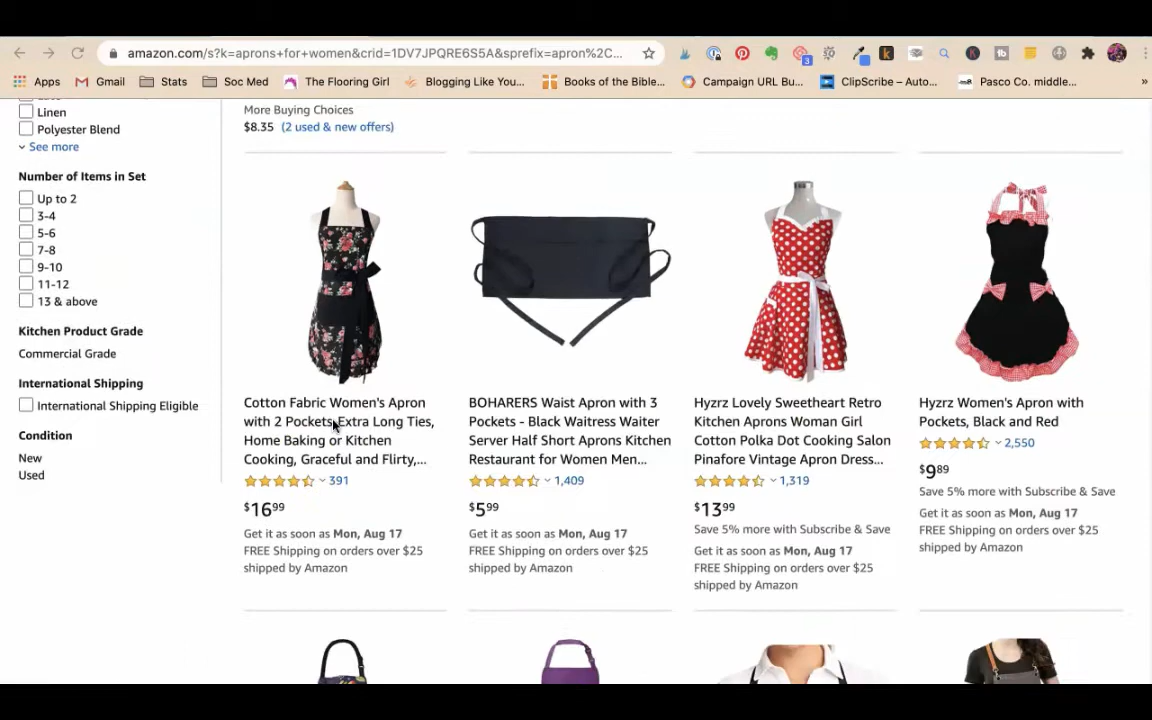 amazon.com/s?k=aprons+for+women&crid=1DV7JPQRE6S5A&sprefix=apron%2C...
3
Apps
Gmail
Stats
Soc Med
The Flooring Girl
Blogging Like You...
Books of the Bible...
Campaign URL Bu...
ClipScribe – Auto...
Pasco Co. middle...
»
Linen
Polyester Blend
See more
Number of Items in Set
Up to 2
3-4
5-6
7-8
9-10
11-12
13 & above
Kitchen Product Grade
Commercial Grade
International Shipping
International Shipping Eligible
Condition
New
Used
More Buying Choices
$8.35 (2 used & new offers)
Cotton Fabric Women's Apron
with 2 Pockets-Extra Long Ties,
Home Baking or Kitchen
Cooking, Graceful and Flirty,...
391
$16.99
Get it as soon as Mon, Aug 17
FREE Shipping on orders over $25
shipped by Amazon
BOHARERS Waist Apron with 3
Pockets - Black Waitress Waiter
Server Half Short Aprons Kitchen
Restaurant for Women Men...
1,409
$5.99
Get it as soon as Mon, Aug 17
FREE Shipping on orders over $25
shipped by Amazon
Hyzrz Lovely Sweetheart Retro
Kitchen Aprons Woman Girl
Cotton Polka Dot Cooking Salon
Pinafore Vintage Apron Dress...
1,319
$13.99
Save 5% more with Subscribe & Save
Get it as soon as Mon, Aug 17
FREE Shipping on orders over $25
shipped by Amazon
Hyzrz Women's Apron with
Pockets, Black and Red
2,550
$9.89
Save 5% more with Subscribe & Save
Get it as soon as Mon, Aug 17
FREE Shipping on orders over $25
shipped by Amazon